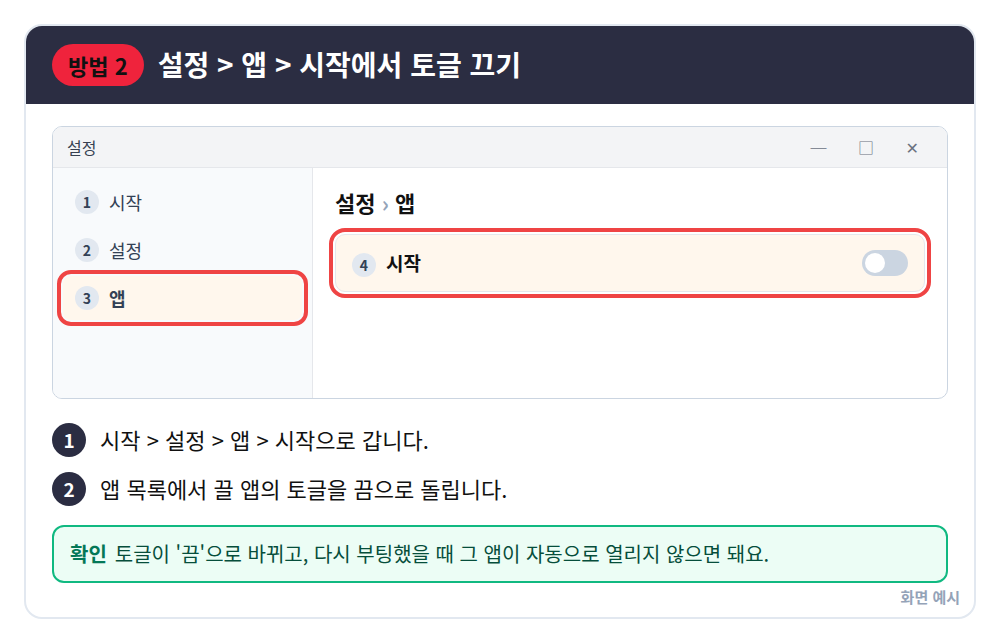 방법 2 설정 > 앱 > 시작에서 토글 끄기
설정
1 시작
2 설정
3 앱
설정 › 앱
4 시작
1 시작 > 설정 > 앱 > 시작으로 갑니다.
2 앱 목록에서 끌 앱의 토글을 끔으로 돌립니다.
확인 토글이 '끔'으로 바뀌고, 다시 부팅했을 때 그 앱이 자동으로 열리지 않으면 돼요.
화면 예시